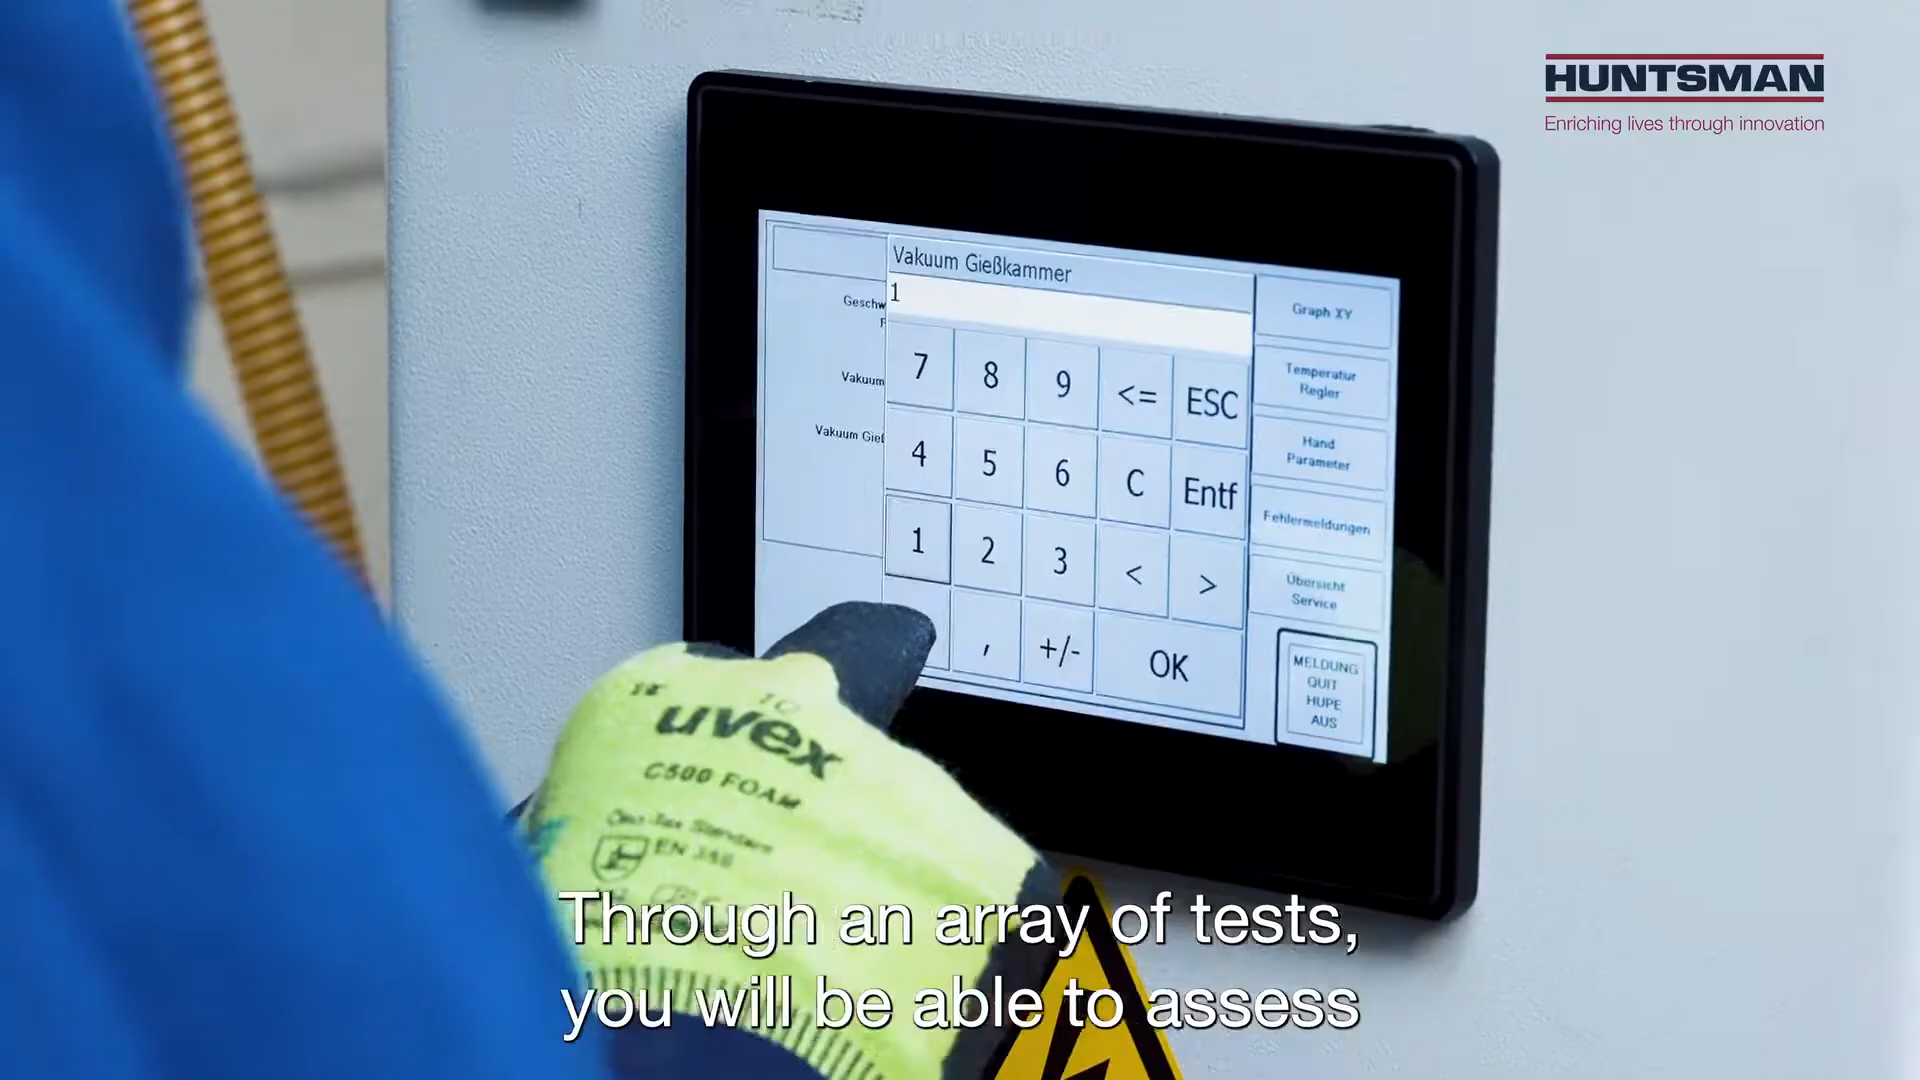 HUNTSMAN
Enriching lives through innovation
Vakuum Gießkammer
1
Geschw
F
Vakuum
Vakuum Gieß
7 8 9 <= ESC
4 5 6 C Entf
1 2 3 < >
, +/- OK
Graph XY
Temperatur
Regler
Hand
Parameter
Fehlermeldungen
Übersicht
Service
MELDUNG
QUIT
HUPE
AUS
10
uvex
C500 FOAM
EN 388
Through an array of tests,
you will be able to assess